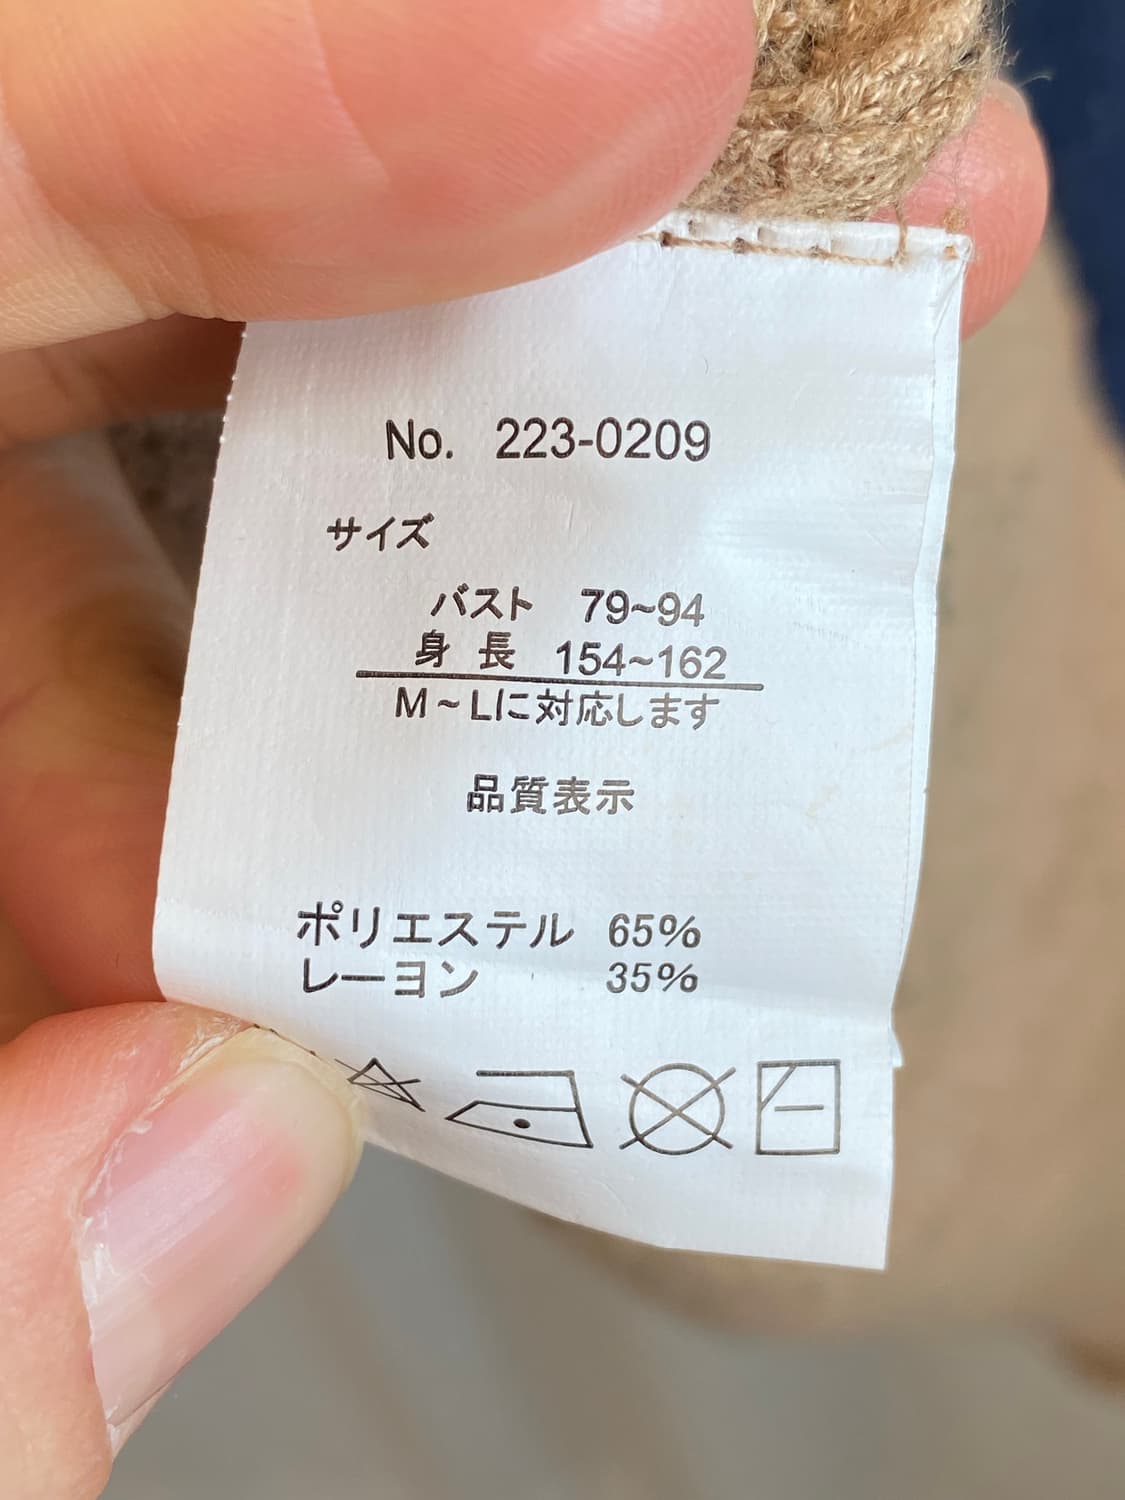 No. 223-0209
サイズ
バスト 79~94
身長 154~162
M~Lに対応します
品質表示
ポリエステル 65%
レーヨン 35%